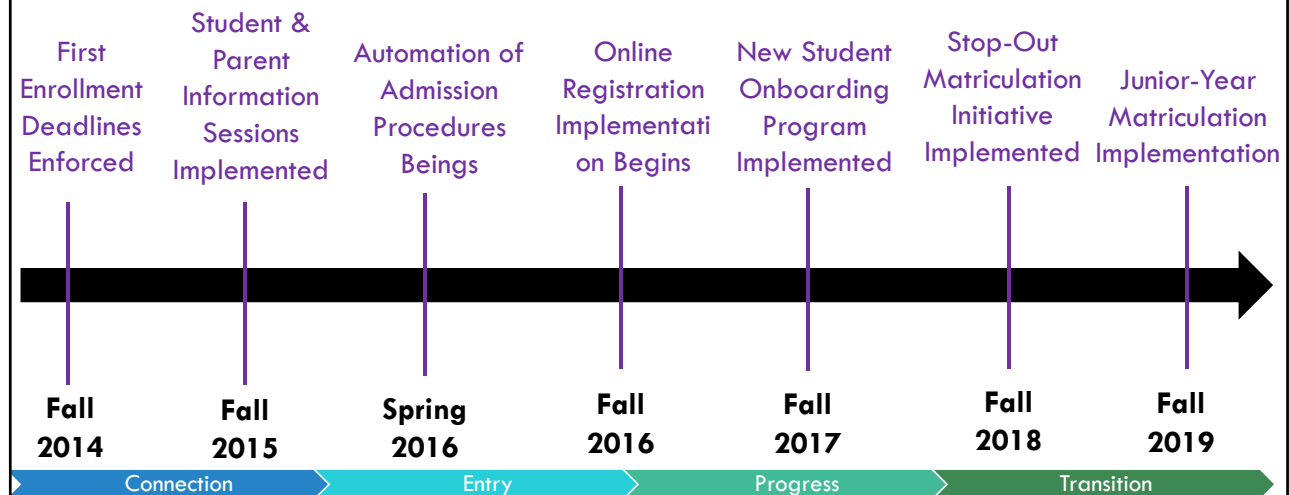 First
Enrollment
Deadlines
Enforced
Student &
Parent
Information
Sessions
Implemented
Automation of
Admission
Procedures
Beings
Online
Registration
Implementati
on Begins
New Student
Onboarding
Program
Implemented
Stop-Out
Matriculation
Initiative
Implemented
Junior-Year
Matriculation
Implementation
Fall
2014
Fall
2015
Spring
2016
Fall
2016
Fall
2017
Fall
2018
Fall
2019
Connection
Entry
Progress
Transition